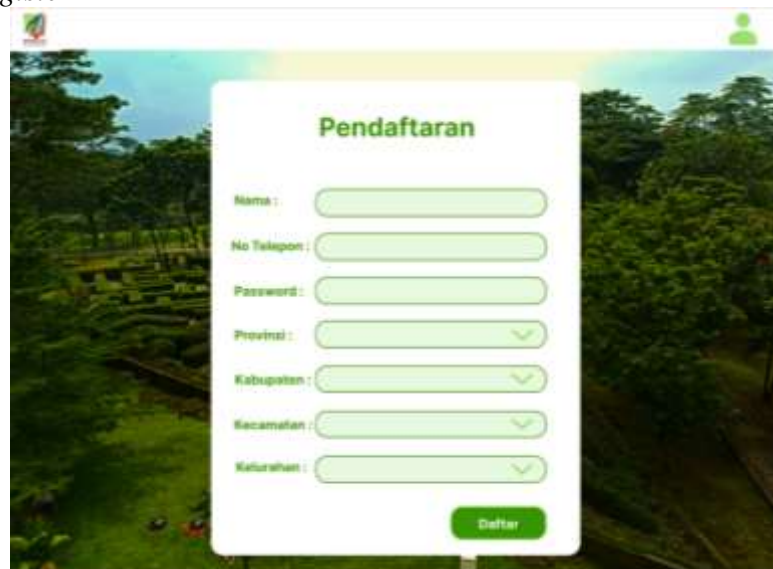 Pendaftaran
Nama :
No Telepon :
Password :
Provinsi :
Kabupaten :
Kecamatan :
Kelurahan :
Daftar